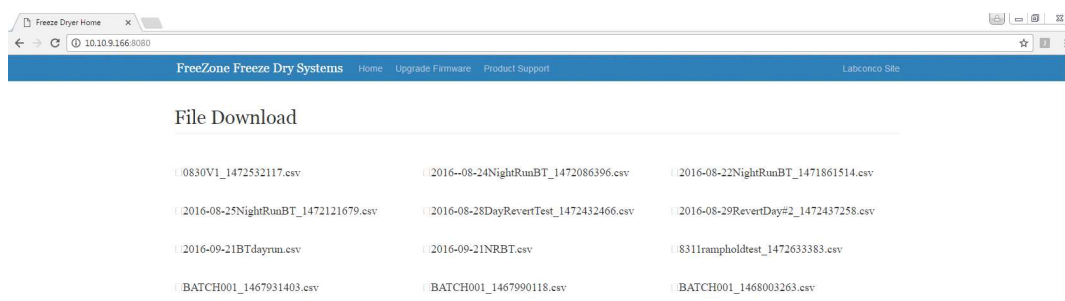 Freeze Dryer Home
10.10.9.166:8080
FreeZone Freeze Dry Systems Home Upgrade Firmware Product Support Labconco Site
File Download
0830V1_1472532117.csv 2016--08-24NightRunBT_1472086396.csv 2016-08-22NightRunBT_1471861514.csv
2016-08-25NightRunBT_1472121679.csv 2016-08-28DayRevertTest_1472432466.csv 2016-08-29RevertDay#2_1472437258.csv
2016-09-21BTdayrun.csv 2016-09-21NRBT.csv 8311rampholdtest_1472633383.csv
BATCH001_1467931403.csv BATCH001_1467990118.csv BATCH001_1468003263.csv